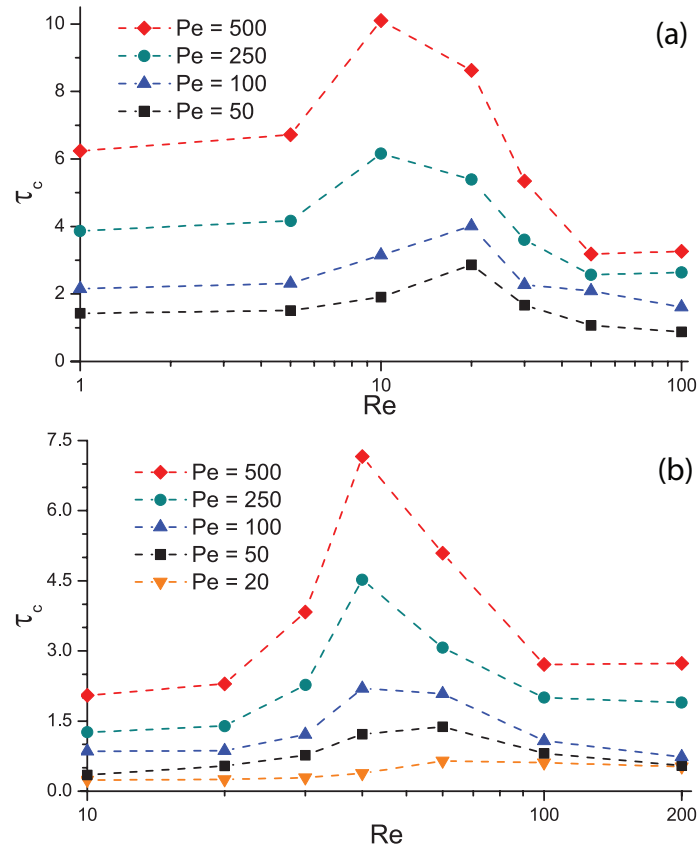 (a)
Pe = 500
Pe = 250
Pe = 100
Pe = 50
10
8
6
4
2
0
τc
1
10
100
Re
(b)
Pe = 500
Pe = 250
Pe = 100
Pe = 50
Pe = 20
7.5
6.0
4.5
3.0
1.5
0.0
τc
10
100
200
Re